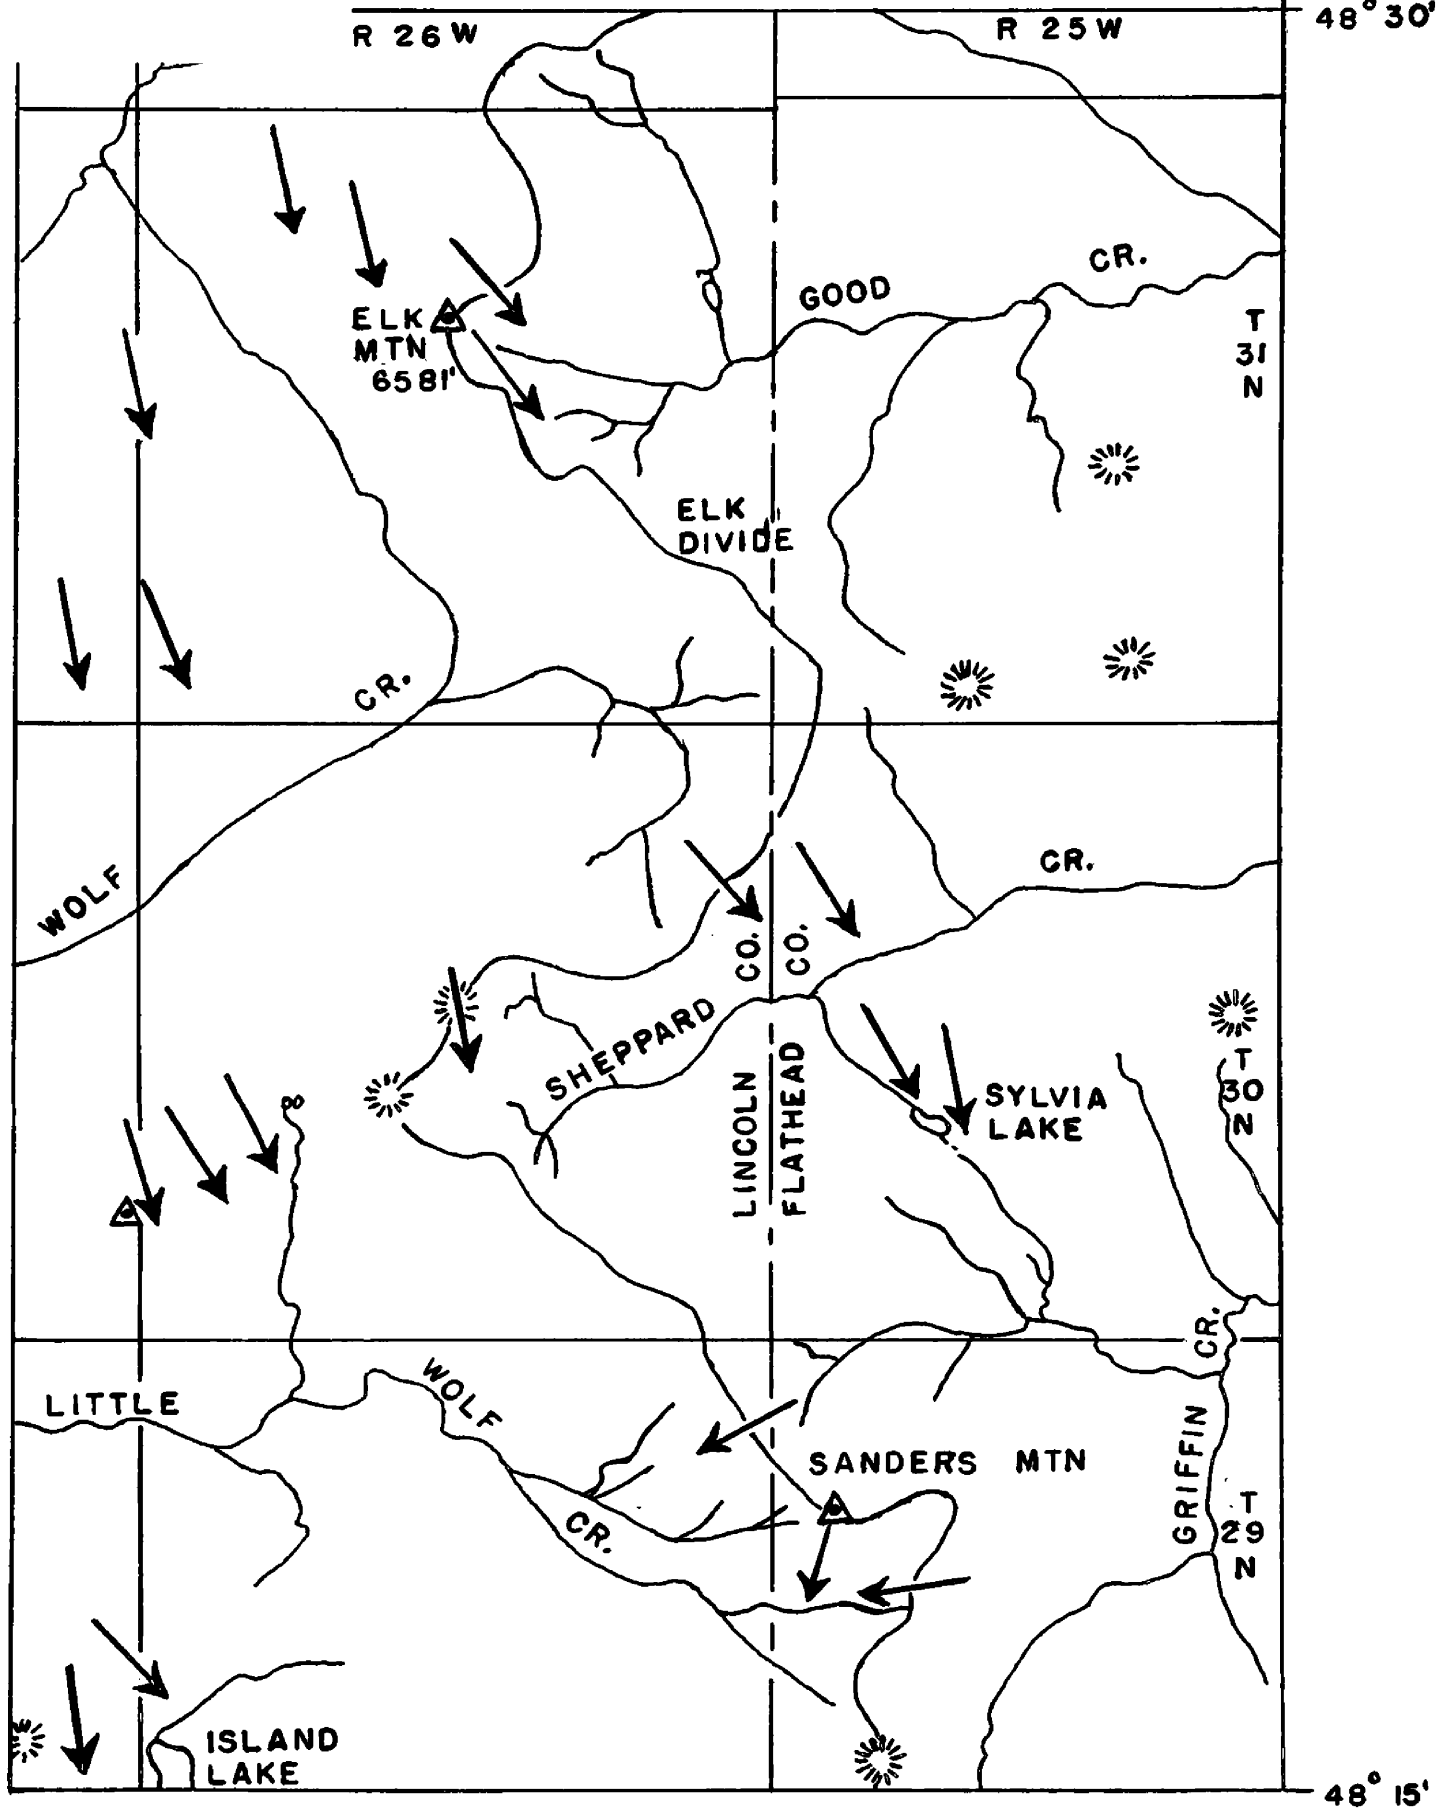 48° 30'
R 26 W
R 25 W
CR.
GOOD
ELK
MTN
6581'
T
31
N
ELK
DIVIDE
CR.
WOLF
CR.
CO.
CO.
SHEPPARD
LINCOLN
FLATHEAD
SYLVIA
LAKE
T
30
N
CR.
LITTLE
WOLF
SANDERS MTN
GRIFFIN
CR.
T
29
N
ISLAND
LAKE
48° 15'